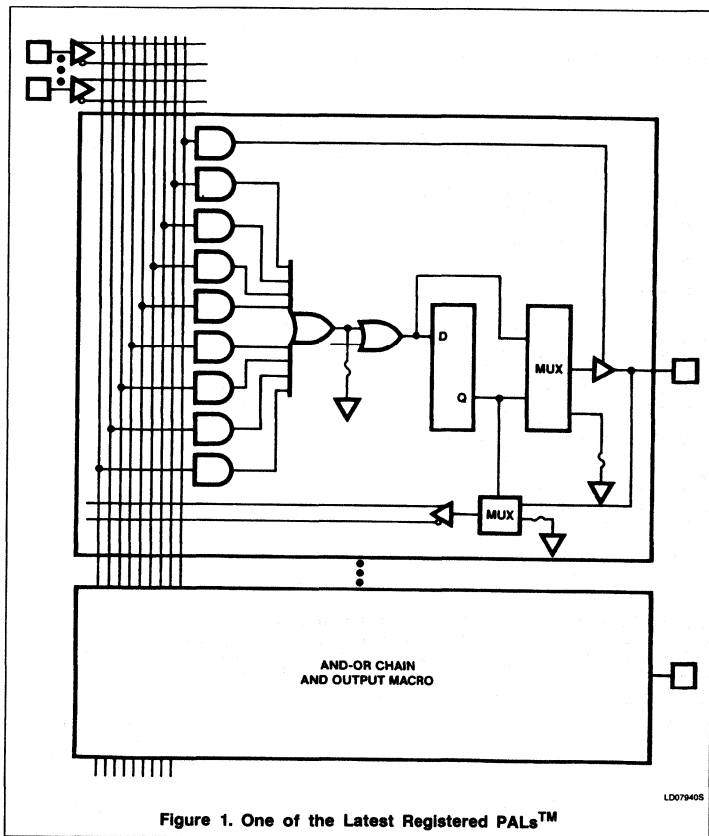 D
Q
MUX
MUX
AND-OR CHAIN
AND OUTPUT MACRO
LD07940S
Figure 1. One of the Latest Registered PALs™